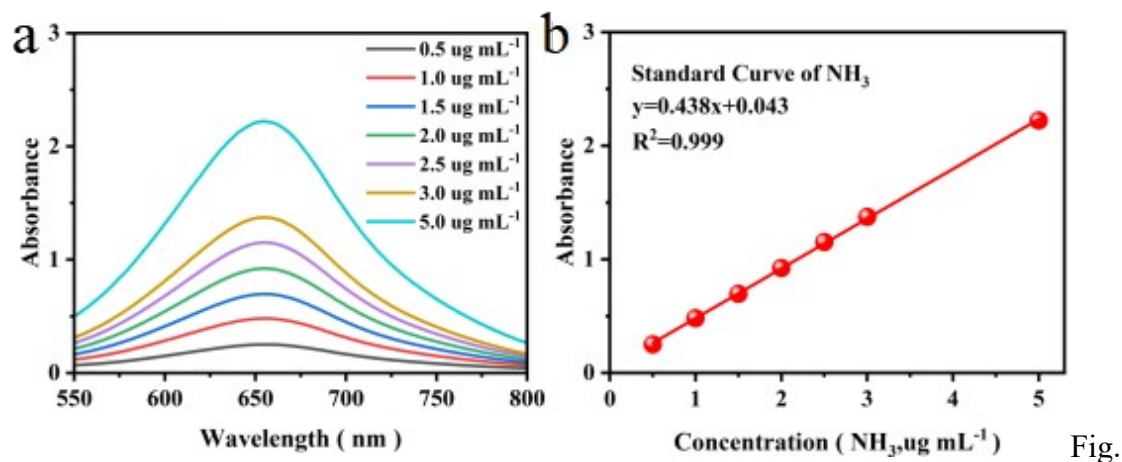 a
3
2
1
0
Absorbance
550
600
650
700
750
800
Wavelength ( nm )
0.5 ug mL⁻¹
1.0 ug mL⁻¹
1.5 ug mL⁻¹
2.0 ug mL⁻¹
2.5 ug mL⁻¹
3.0 ug mL⁻¹
5.0 ug mL⁻¹
b
3
2
1
0
Absorbance
Standard Curve of NH₃
y=0.438x+0.043
R²=0.999
0
1
2
3
4
5
Concentration ( NH₃,ug mL⁻¹ )
Fig.